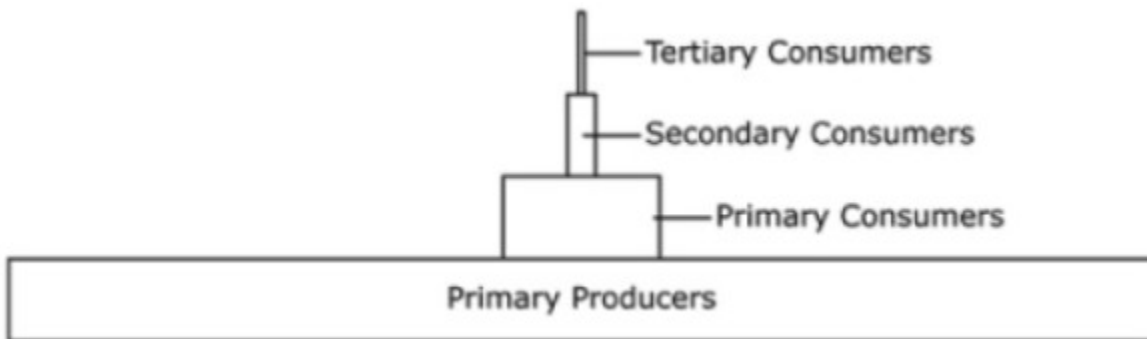 Tertiary Consumers
Secondary Consumers
Primary Consumers
Primary Producers